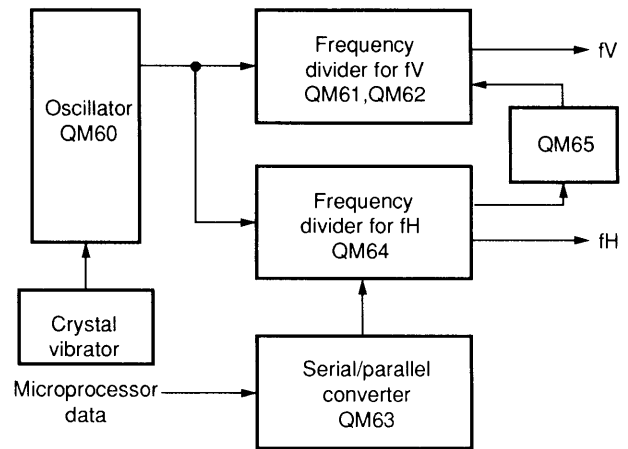 Oscillator
QM60
Frequency
divider for fV
QM61,QM62
fV
QM65
Frequency
divider for fH
QM64
fH
Crystal
vibrator
Microprocessor
data
Serial/parallel
converter
QM63